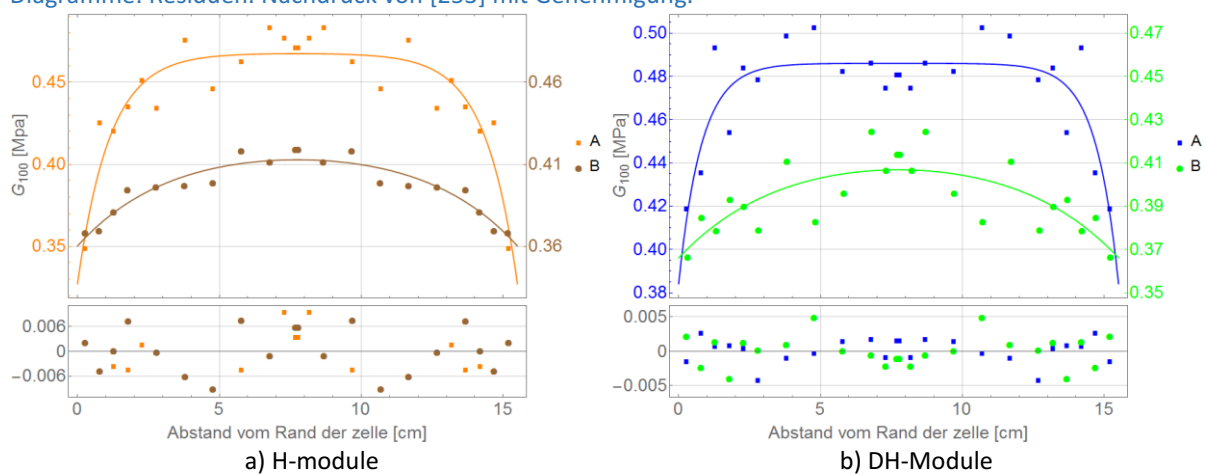 Diagramme: Residuen. Nachdruck von [255] mit Genehmigung.
0.45
0.40
0.35
G100 [Mpa]
0.46
0.41
0.36
A
B
0.006
0
−0.006
0 5 10 15
Abstand vom Rand der zelle [cm]
a) H-module
0.50
0.48
0.46
0.44
0.42
0.40
0.38
G100 [MPa]
0.47
0.45
0.43
0.41
0.39
0.37
0.35
A
B
0.005
0
−0.005
0 5 10 15
Abstand vom Rand der zelle [cm]
b) DH-Module